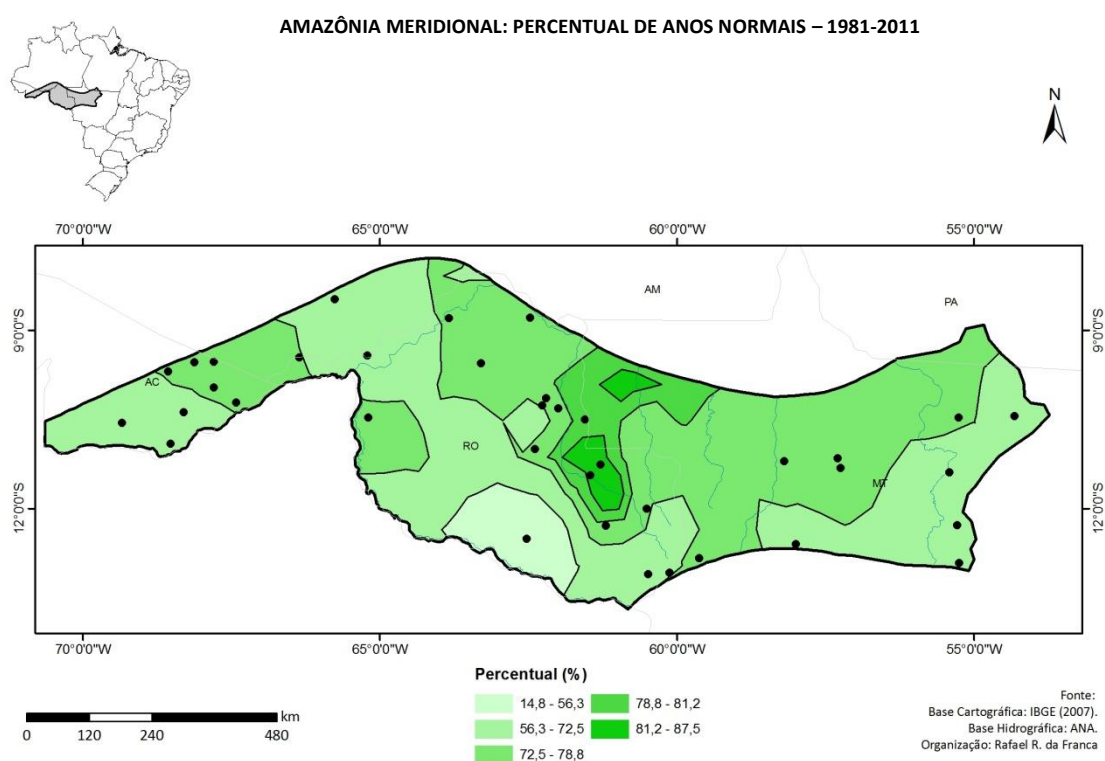 AMAZÔNIA MERIDIONAL: PERCENTUAL DE ANOS NORMAIS – 1981-2011
N
70°0'0"W 65°0'0"W 60°0'0"W 55°0'0"W
AM
PA
9°0'0"S 9°0'0"S
AC
RO
MT
12°0'0"S 12°0'0"S
70°0'0"W 65°0'0"W 60°0'0"W 55°0'0"W
Percentual (%)
14,8 - 56,3 78,8 - 81,2
56,3 - 72,5 81,2 - 87,5
72,5 - 78,8
km
0 120 240 480
Fonte:
Base Cartográfica: IBGE (2007).
Base Hidrográfica: ANA.
Organização: Rafael R. da Franca